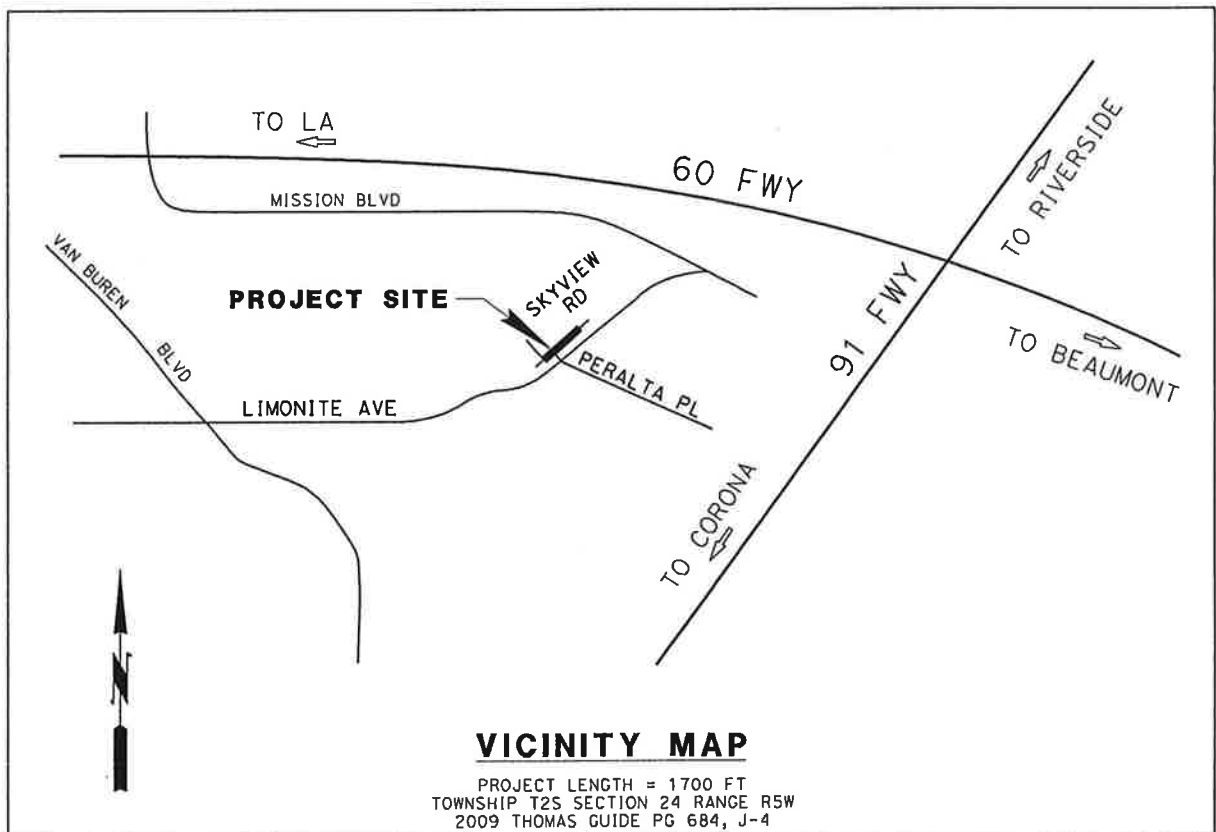 TO LA
60 FWY
MISSION BLVD
TO RIVERSIDE
VAN BUREN
BLVD
SKYVIEW
RD
PROJECT SITE
91 FWY
TO BEAUMONT
PERALTA PL
LIMONITE AVE
TO CORONA
N
VICINITY MAP
PROJECT LENGTH = 1700 FT
TOWNSHIP T2S SECTION 24 RANGE R5W
2009 THOMAS GUIDE PG 684, J-4